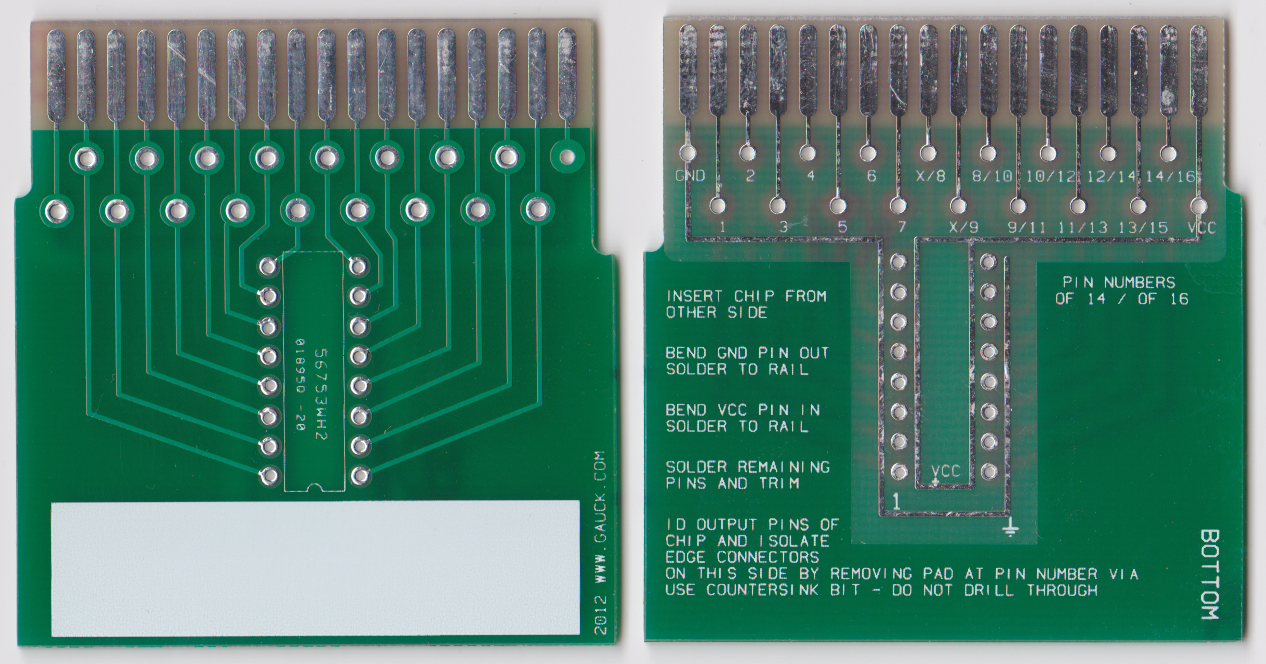 56753MH2
018950 -20
2012 WWW.GAUCK.COM
GND 2 4 6 X/8 8/10 10/12 12/14 14/16
1 3 5 7 X/9 9/11 11/13 13/15 VCC
PIN NUMBERS
OF 14 / OF 16
INSERT CHIP FROM
OTHER SIDE
BEND GND PIN OUT
SOLDER TO RAIL
BEND VCC PIN IN
SOLDER TO RAIL
SOLDER REMAINING
PINS AND TRIM
VCC
1
ID OUTPUT PINS OF
CHIP AND ISOLATE
EDGE CONNECTORS
ON THIS SIDE BY REMOVING PAD AT PIN NUMBER VIA
USE COUNTERSINK BIT - DO NOT DRILL THROUGH
BOTTOM